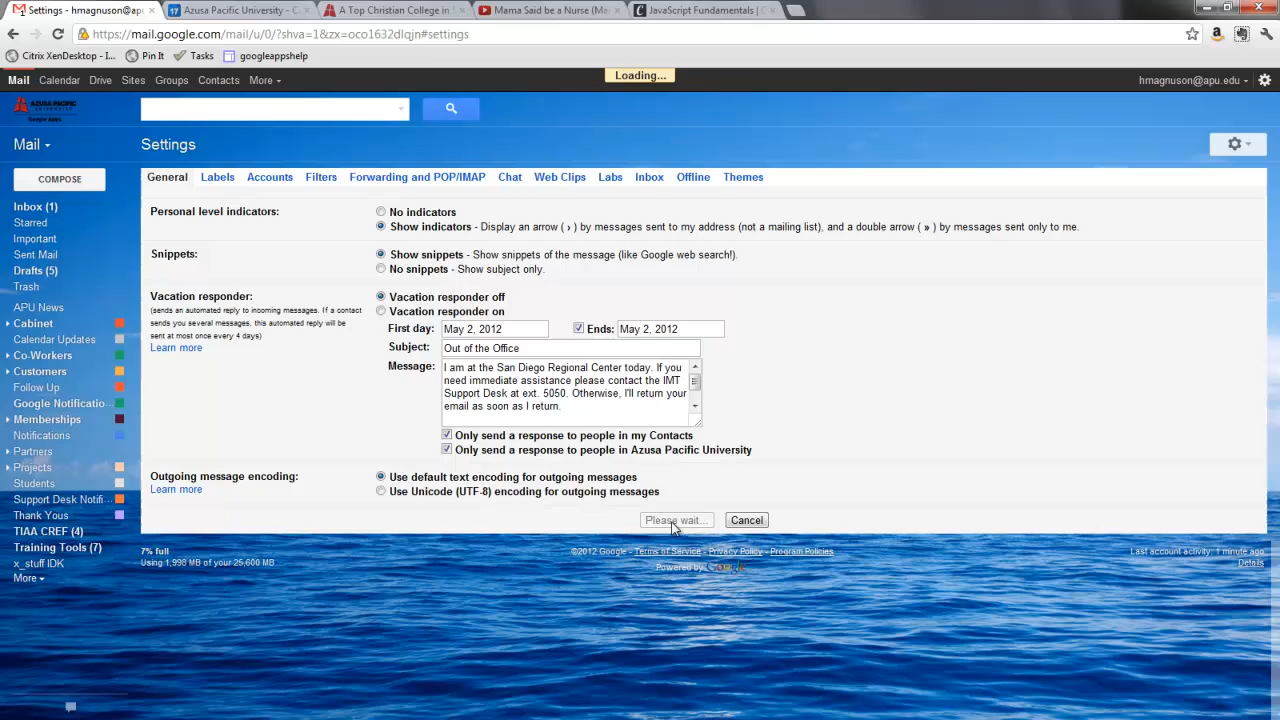 Settings - hmagnuson@apu
Azusa Pacific University - C
A Top Christian College in S
Mama Said be a Nurse (Ma
JavaScript Fundamentals | C
https://mail.google.com/mail/u/0/?shva=1&zx=oco1632dlqjn#settings
Citrix XenDesktop - I... Pin It Tasks googleappshelp
Mail Calendar Drive Sites Groups Contacts More
Loading...
hmagnuson@apu.edu
AZUSA PACIFIC
UNIVERSITY
Google Apps
Mail
Settings
COMPOSE
General Labels Accounts Filters Forwarding and POP/IMAP Chat Web Clips Labs Inbox Offline Themes
Inbox (1)
Starred
Important
Sent Mail
Drafts (5)
Trash
APU News
Cabinet
Calendar Updates
Co-Workers
Customers
Follow Up
Google Notificatio...
Memberships
Notifications
Partners
Projects
Students
Support Desk Notifi...
Thank Yous
TIAA CREF (4)
Training Tools (7)
x_stuff IDK
More
Personal level indicators:
No indicators
Show indicators - Display an arrow ( › ) by messages sent to my address (not a mailing list), and a double arrow ( » ) by messages sent only to me.
Snippets:
Show snippets - Show snippets of the message (like Google web search!).
No snippets - Show subject only.
Vacation responder:
(sends an automated reply to incoming messages. If a contact
sends you several messages, this automated reply will be
sent at most once every 4 days)
Learn more
Vacation responder off
Vacation responder on
First day: May 2, 2012 Ends: May 2, 2012
Subject: Out of the Office
Message: I am at the San Diego Regional Center today. If you
need immediate assistance please contact the IMT
Support Desk at ext. 5050. Otherwise, I'll return your
email as soon as I return.
Only send a response to people in my Contacts
Only send a response to people in Azusa Pacific University
Outgoing message encoding:
Learn more
Use default text encoding for outgoing messages
Use Unicode (UTF-8) encoding for outgoing messages
Please wait... Cancel
7% full
Using 1,998 MB of your 25,600 MB
©2012 Google - Terms of Service - Privacy Policy - Program Policies
Powered by Google
Last account activity: 1 minute ago
Details